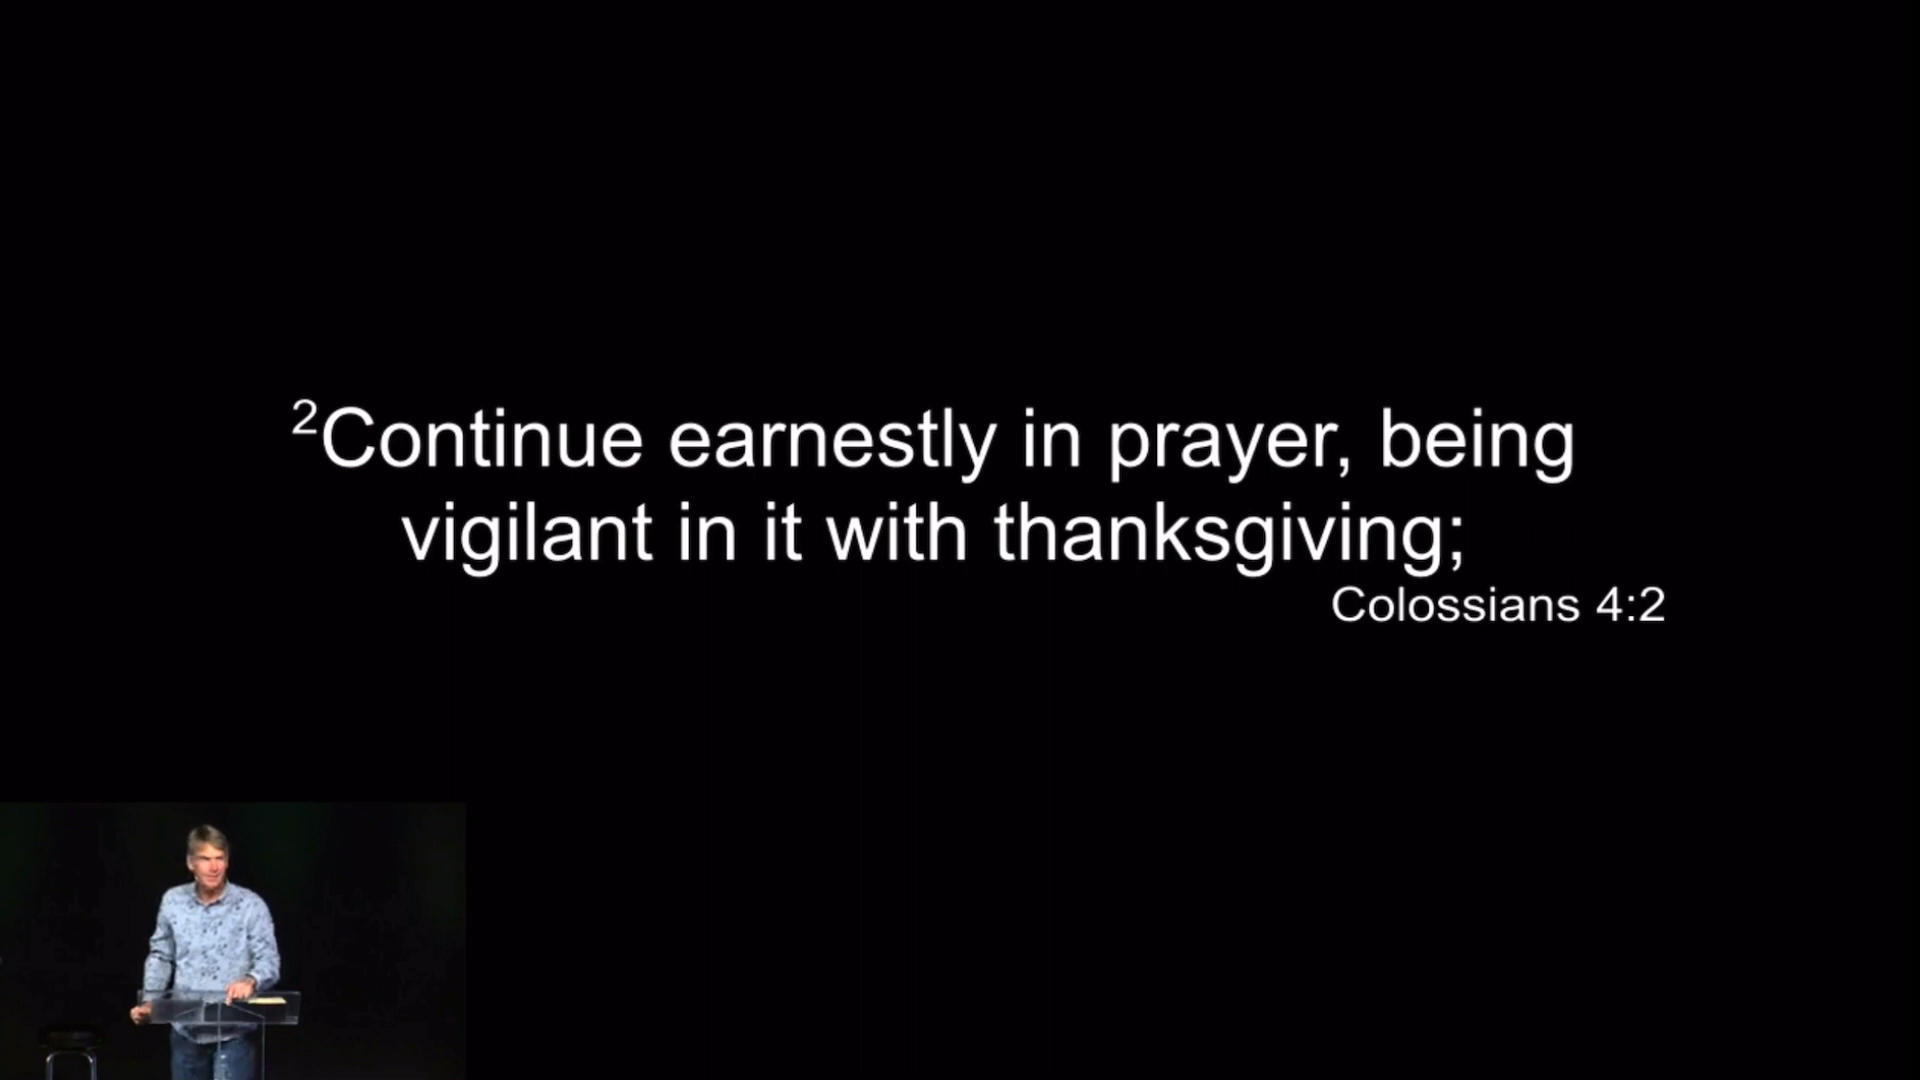 ²Continue earnestly in prayer, being
vigilant in it with thanksgiving;
Colossians 4:2